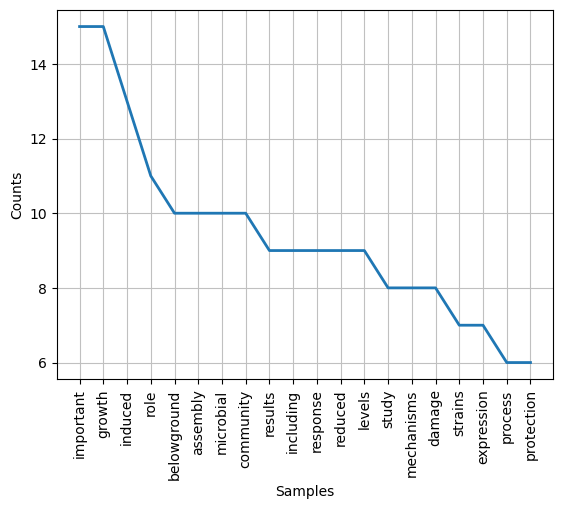 14
12
10
8
6
Counts
important
growth
induced
role
belowground
assembly
microbial
community
results
including
response
reduced
levels
study
mechanisms
damage
strains
expression
process
protection
Samples